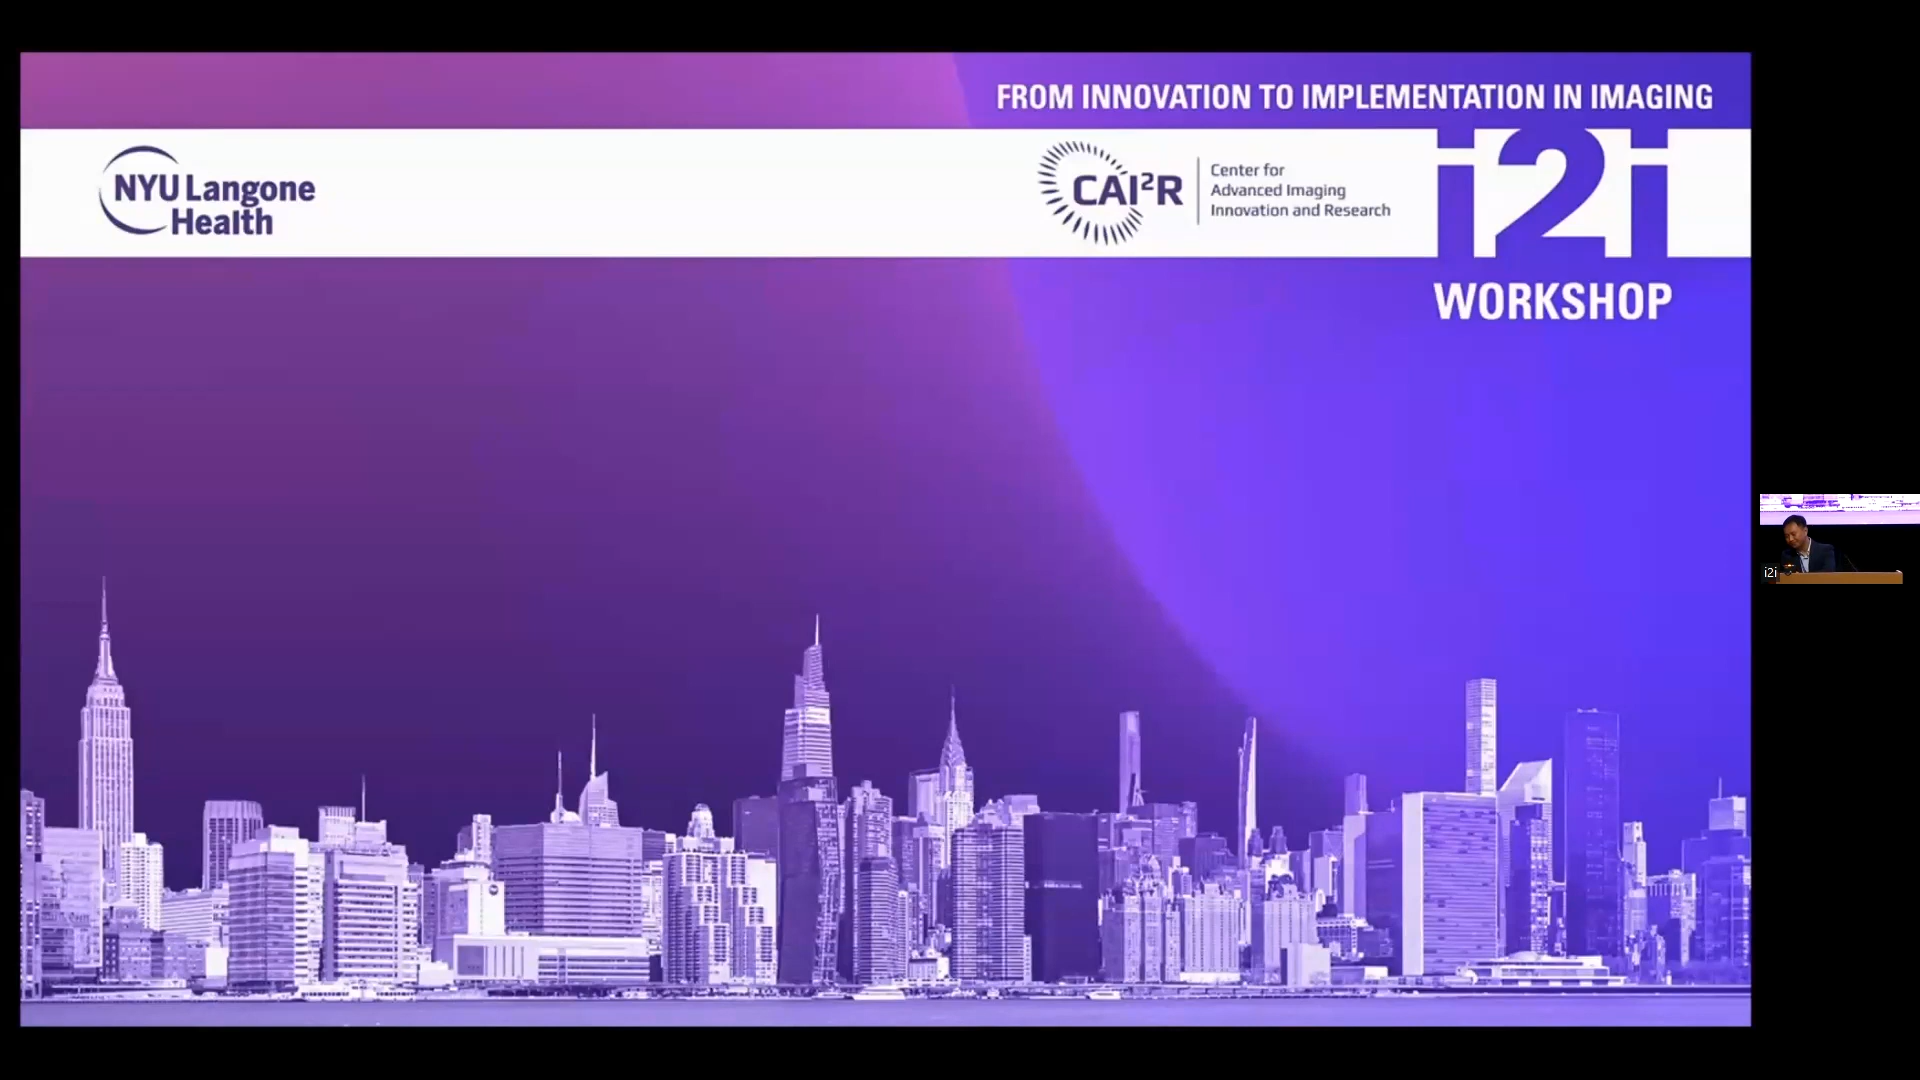 FROM INNOVATION TO IMPLEMENTATION IN IMAGING
NYU Langone
Health
CAI²R
Center for
Advanced Imaging
Innovation and Research
i2i
WORKSHOP
i2i